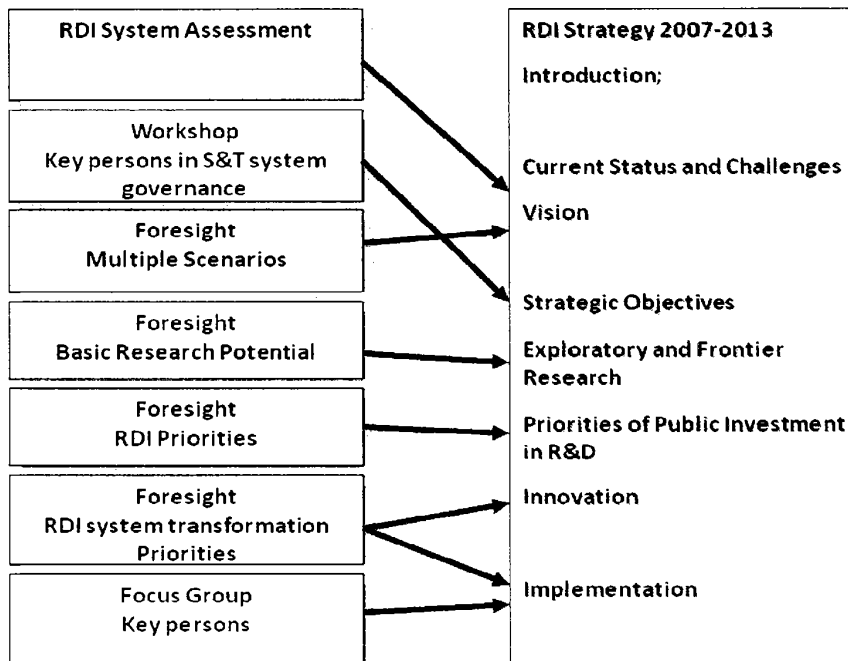 RDI System Assessment
Workshop
Key persons in S&T system
governance
Foresight
Multiple Scenarios
Foresight
Basic Research Potential
Foresight
RDI Priorities
Foresight
RDI system transformation
Priorities
Focus Group
Key persons
RDI Strategy 2007-2013
Introduction;
Current Status and Challenges
Vision
Strategic Objectives
Exploratory and Frontier
Research
Priorities of Public Investment
in R&D
Innovation
Implementation